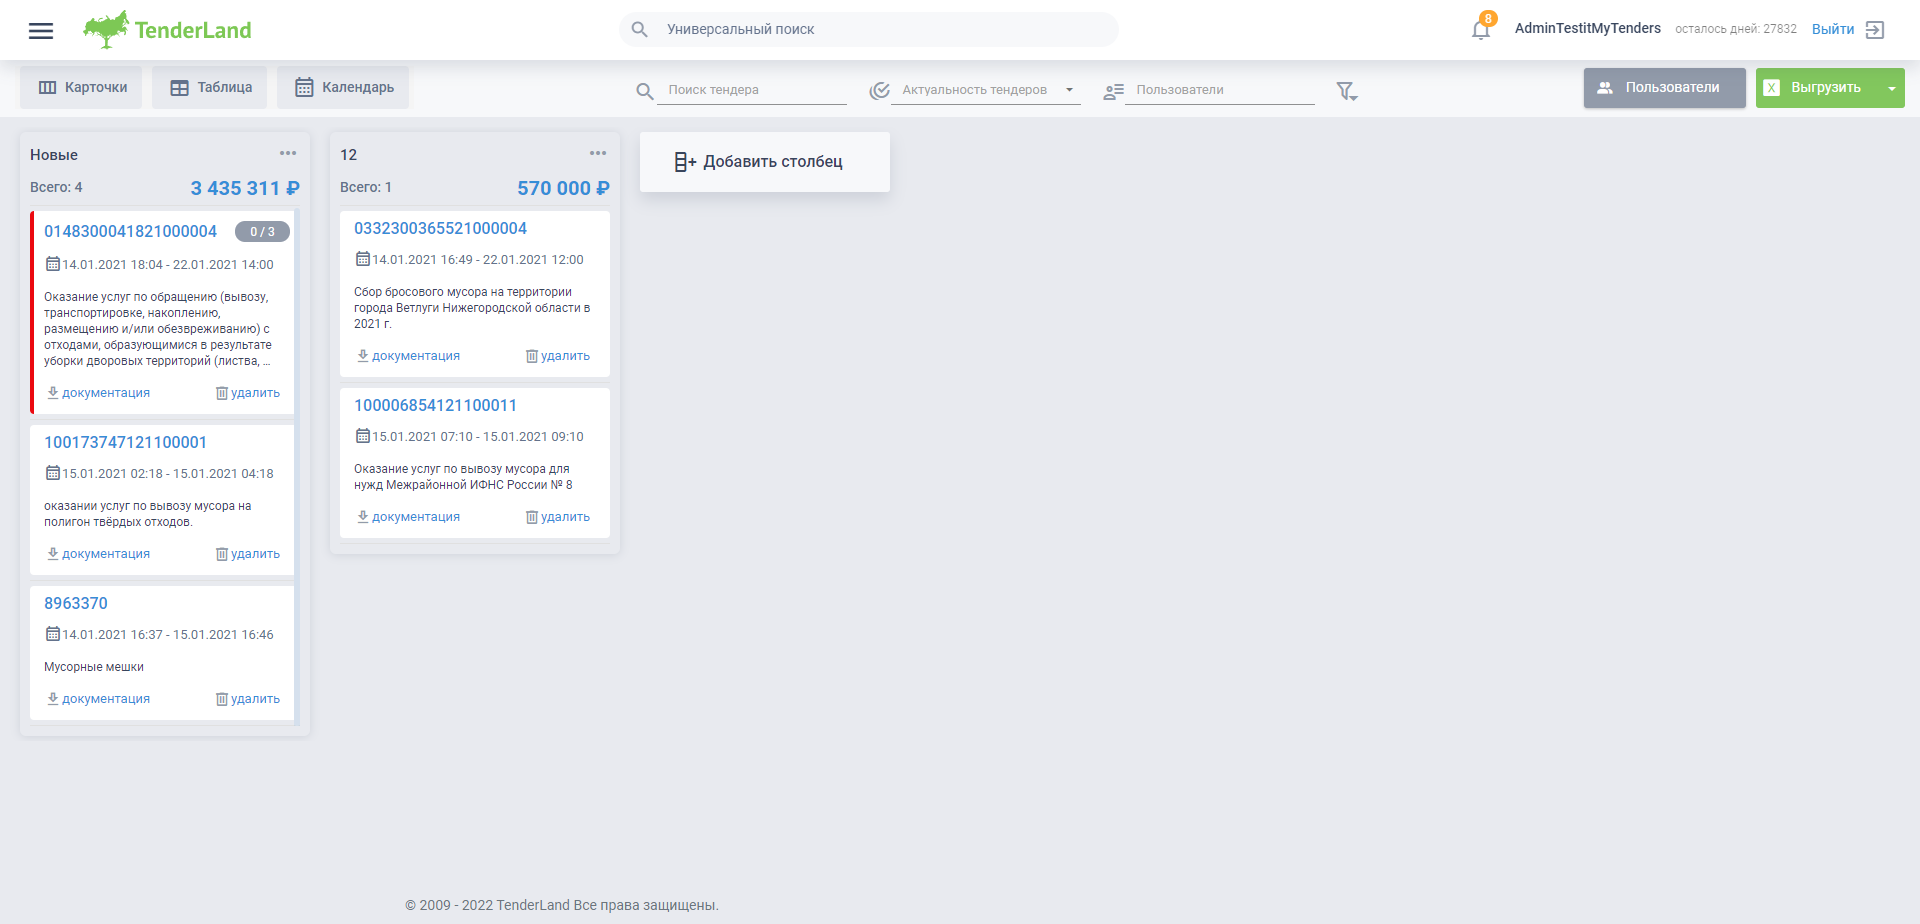 TenderLand
Универсальный поиск
8
AdminTestitMyTenders
осталось дней: 27832
Выйти
Карточки
Таблица
Календарь
Поиск тендера
Актуальность тендеров
Пользователи
Пользователи
X
Выгрузить
Новые
Всего: 4
3 435 311 ₽
0148300041821000004
0 / 3
14.01.2021 18:04 - 22.01.2021 14:00
Оказание услуг по обращению (вывозу,
транспортировке, накоплению,
размещению и/или обезвреживанию) с
отходами, образующимися в результате
уборки дворовых территорий (листва, ...
документация
удалить
100173747121100001
15.01.2021 02:18 - 15.01.2021 04:18
оказании услуг по вывозу мусора на
полигон твёрдых отходов.
документация
удалить
8963370
14.01.2021 16:37 - 15.01.2021 16:46
Мусорные мешки
документация
удалить
12
Всего: 1
570 000 ₽
0332300365521000004
14.01.2021 16:49 - 22.01.2021 12:00
Сбор бросового мусора на территории
города Ветлуги Нижегородской области в
2021 г.
документация
удалить
100006854121100011
15.01.2021 07:10 - 15.01.2021 09:10
Оказание услуг по вывозу мусора для
нужд Межрайонной ИФНС России № 8
документация
удалить
Добавить столбец
© 2009 - 2022 TenderLand Все права защищены.